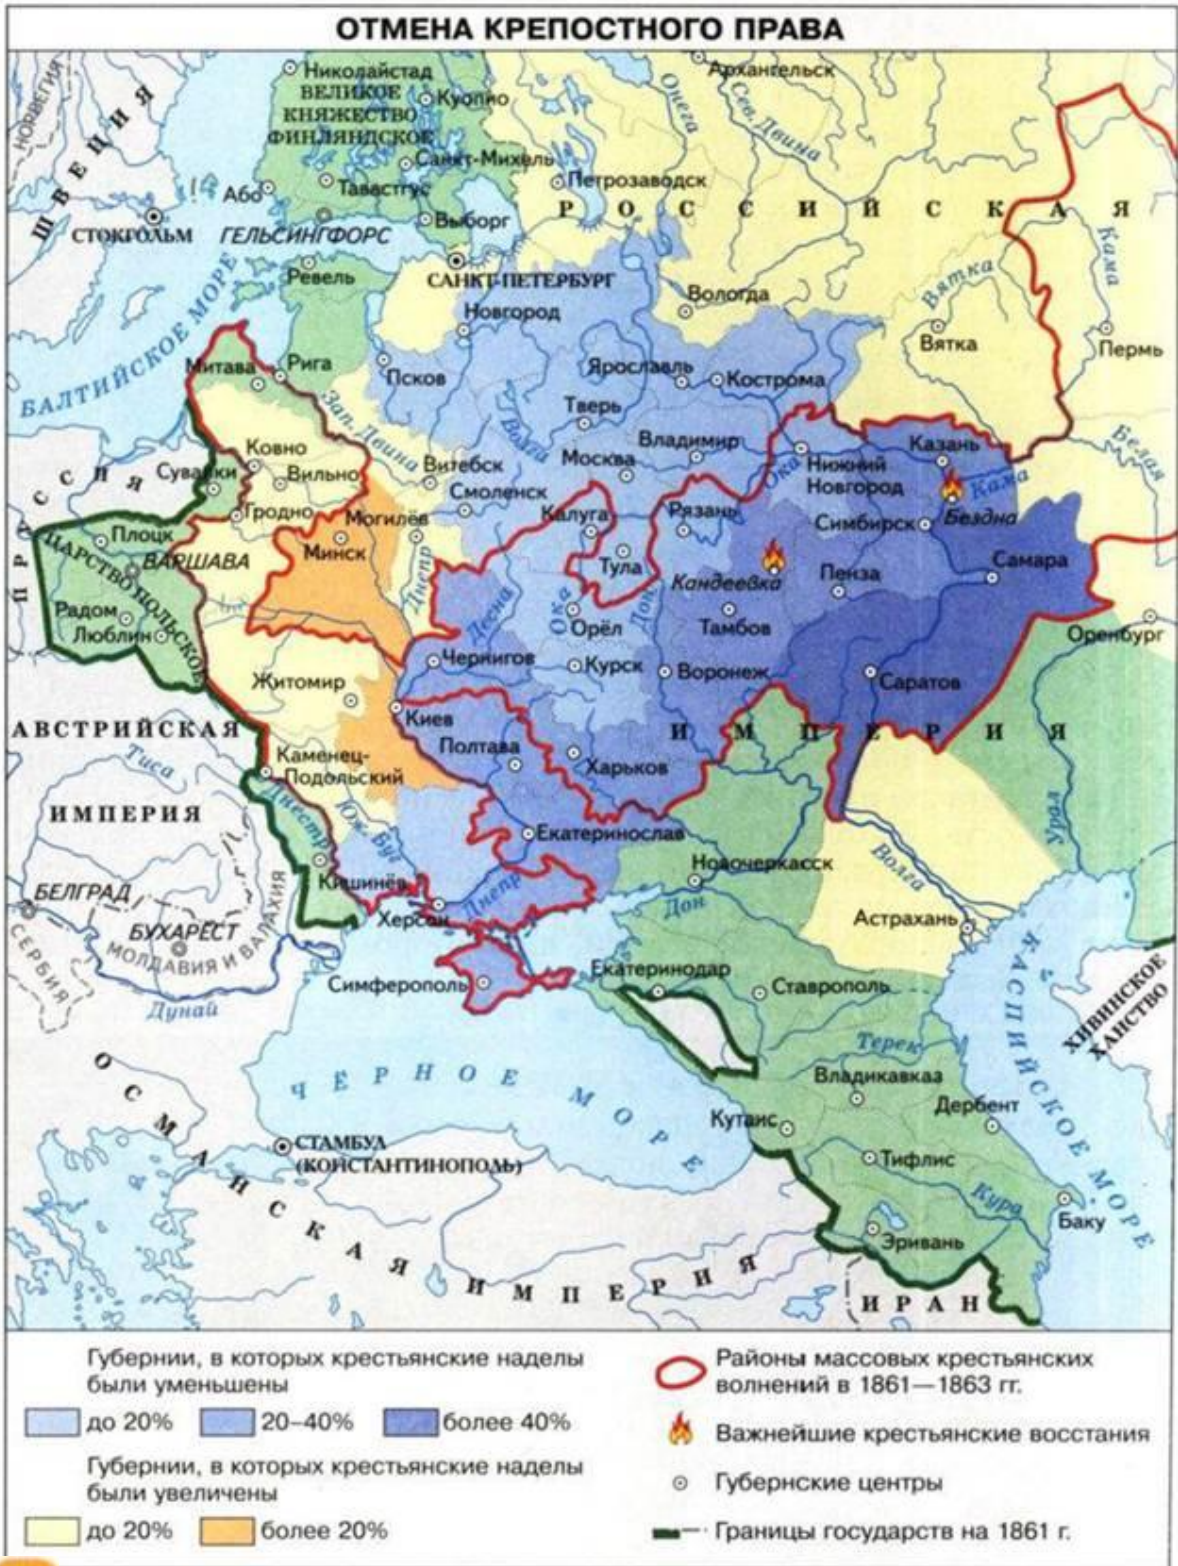 ОТМЕНА КРЕПОСТНОГО ПРАВА
НОРВЕГИЯ
ШВЕЦИЯ
СТОКГОЛЬМ
Николайстад
ВЕЛИКОЕ
КНЯЖЕСТВО
ФИНЛЯНДСКОЕ
Куопио
Санкт-Михель
Або
Тавастгус
Выборг
ГЕЛЬСИНГФОРС
Архангельск
Онега
Сев. Двина
Петрозаводск
РОССИЙСКАЯ
САНКТ-ПЕТЕРБУРГ
Ревель
Новгород
Вологда
Вятка
Вятка
Кама
Пермь
БАЛТИЙСКОЕ МОРЕ
Митава
Рига
Псков
Ярославль
Кострома
Тверь
Зап. Двина
Волга
Владимир
Москва
Казань
Белая
Ковно
Вильно
Витебск
Смоленск
Ока
Нижний
Новгород
Кама
Сувалки
Гродно
Могилёв
Калуга
Рязань
Симбирск
Бездна
ПРУССИЯ
Плоцк
ЦАРСТВО ПОЛЬСКОЕ
ВАРШАВА
Минск
Днепр
Тула
Кандеевка
Пенза
Самара
Радом
Люблин
Десна
Ока
Орёл
Дон
Тамбов
Оренбург
Чернигов
Курск
Воронеж
Саратов
Житомир
Киев
АВСТРИЙСКАЯ
ИМПЕРИЯ
ИМПЕРИЯ
Тиса
Каменец-
Подольский
Полтава
Харьков
Днестр
Юж. Буг
Екатеринослав
Новочеркасск
Волга
Урал
БЕЛГРАД
СЕРБИЯ
БУХАРЕСТ
МОЛДАВИЯ И ВАЛАХИЯ
Дунай
Кишинёв
Херсон
Днепр
Дон
Астрахань
Симферополь
Екатеринодар
Ставрополь
КАСПИЙСКОЕ МОРЕ
ХИВИНСКОЕ
ХАНСТВО
ЧЁРНОЕ МОРЕ
Терек
Владикавказ
Дербент
Кутаис
Тифлис
Кура
Баку
Эривань
СТАМБУЛ
(КОНСТАНТИНОПОЛЬ)
ОСМАНСКАЯ ИМПЕРИЯ
ИРАН
Губернии, в которых крестьянские наделы
были уменьшены
до 20%
20–40%
более 40%
Губернии, в которых крестьянские наделы
были увеличены
до 20%
более 20%
Районы массовых крестьянских
волнений в 1861—1863 гг.
Важнейшие крестьянские восстания
Губернские центры
Границы государств на 1861 г.